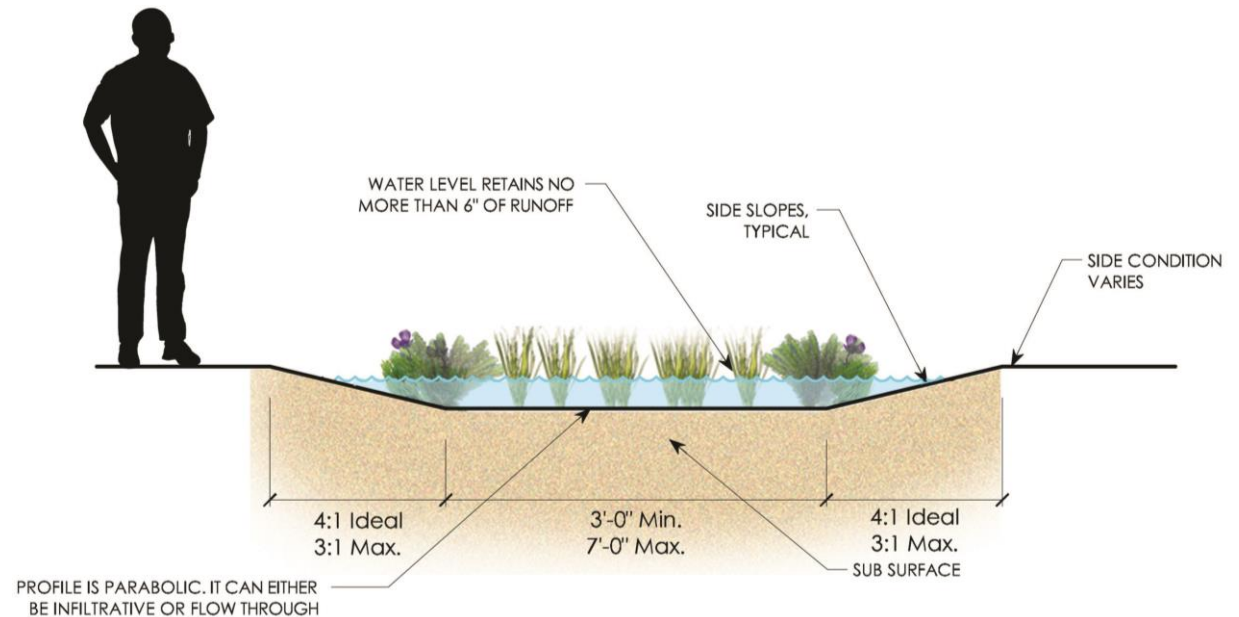 WATER LEVEL RETAINS NO
MORE THAN 6" OF RUNOFF
SIDE SLOPES,
TYPICAL
SIDE CONDITION
VARIES
4:1 Ideal
3:1 Max.
3'-0" Min.
7'-0" Max.
4:1 Ideal
3:1 Max.
SUB SURFACE
PROFILE IS PARABOLIC. IT CAN EITHER
BE INFILTRATIVE OR FLOW THROUGH